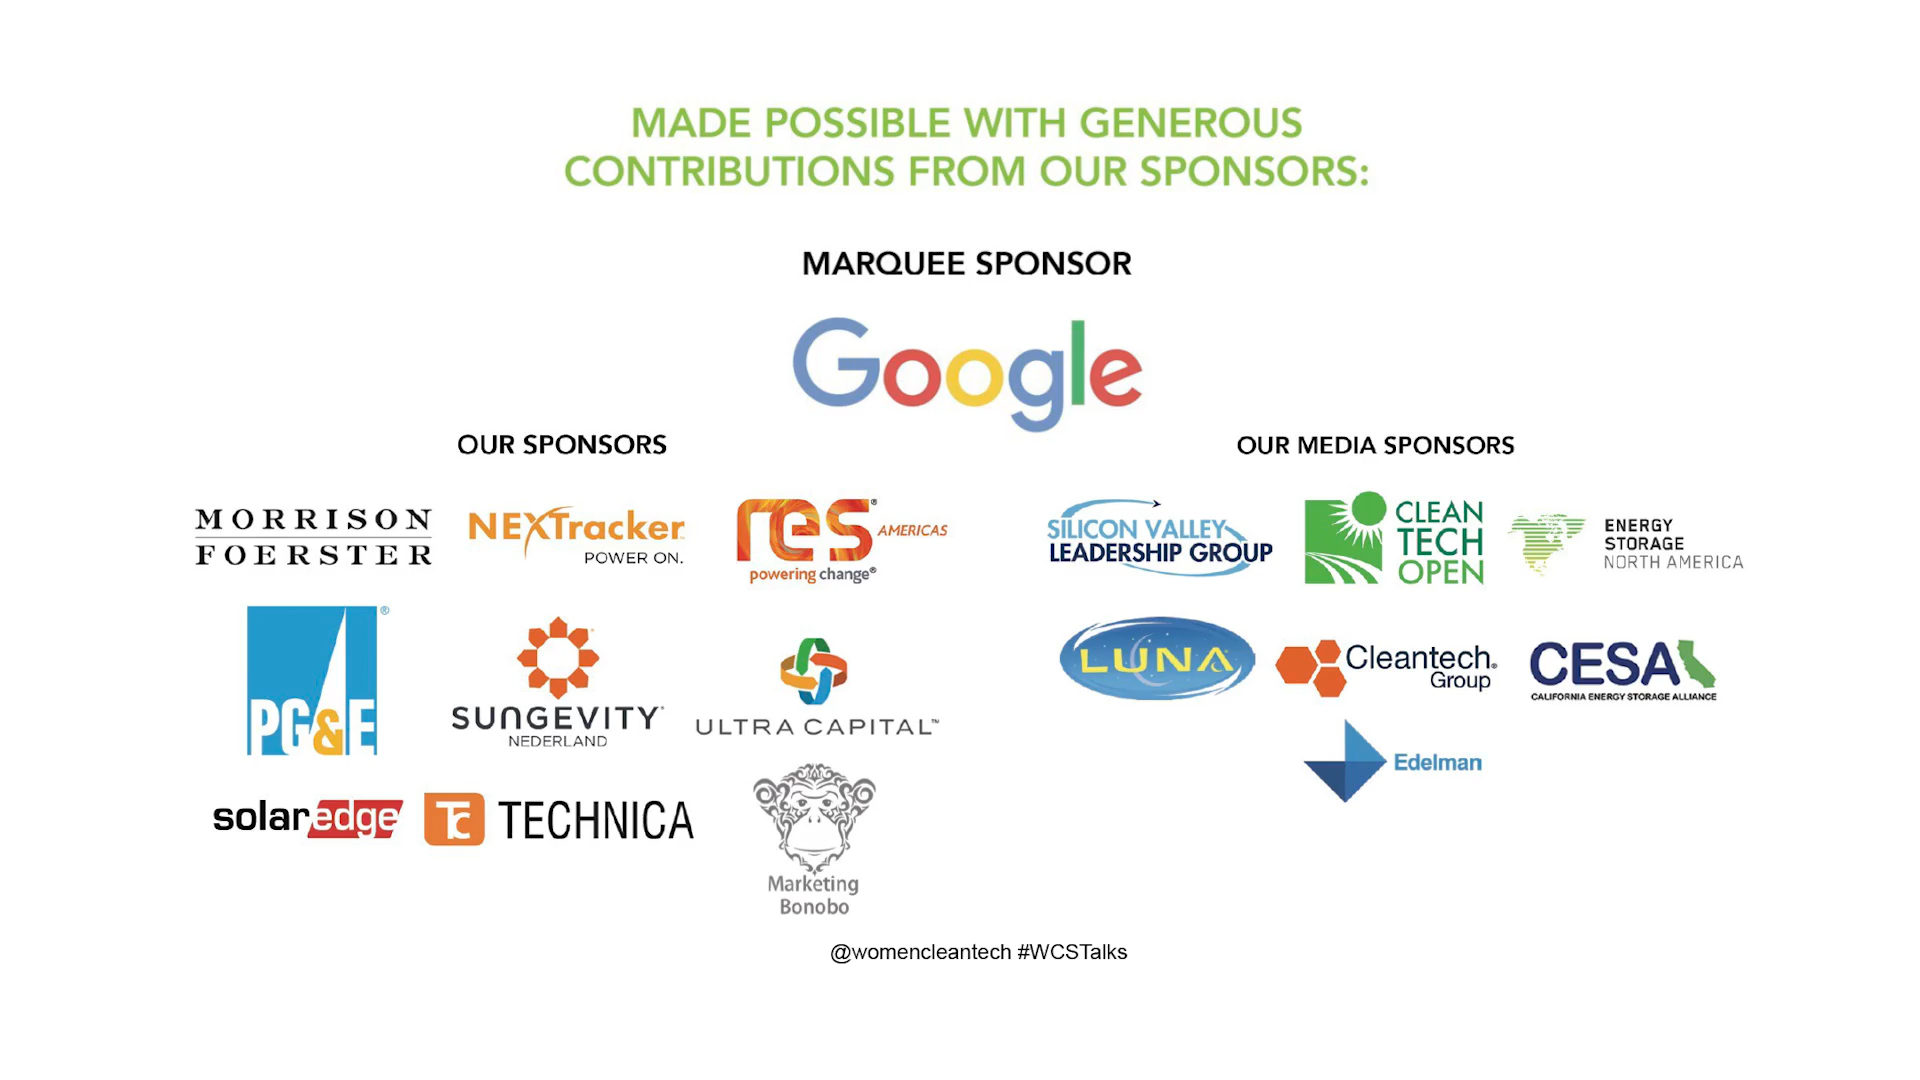 MADE POSSIBLE WITH GENEROUS
CONTRIBUTIONS FROM OUR SPONSORS:
MARQUEE SPONSOR
Google
OUR SPONSORS
MORRISON
FOERSTER
NEXTracker
POWER ON.
res® AMERICAS
powering change®
PG&E®
SUNGEVITY
NEDERLAND
ULTRA CAPITAL™
solaredge
Tc TECHNICA
Marketing
Bonobo
OUR MEDIA SPONSORS
SILICON VALLEY
LEADERSHIP GROUP
CLEAN
TECH
OPEN
ENERGY
STORAGE
NORTH AMERICA
LUNA
Cleantech
Group
CESA
CALIFORNIA ENERGY STORAGE ALLIANCE
Edelman
@womencleantech #WCSTalks